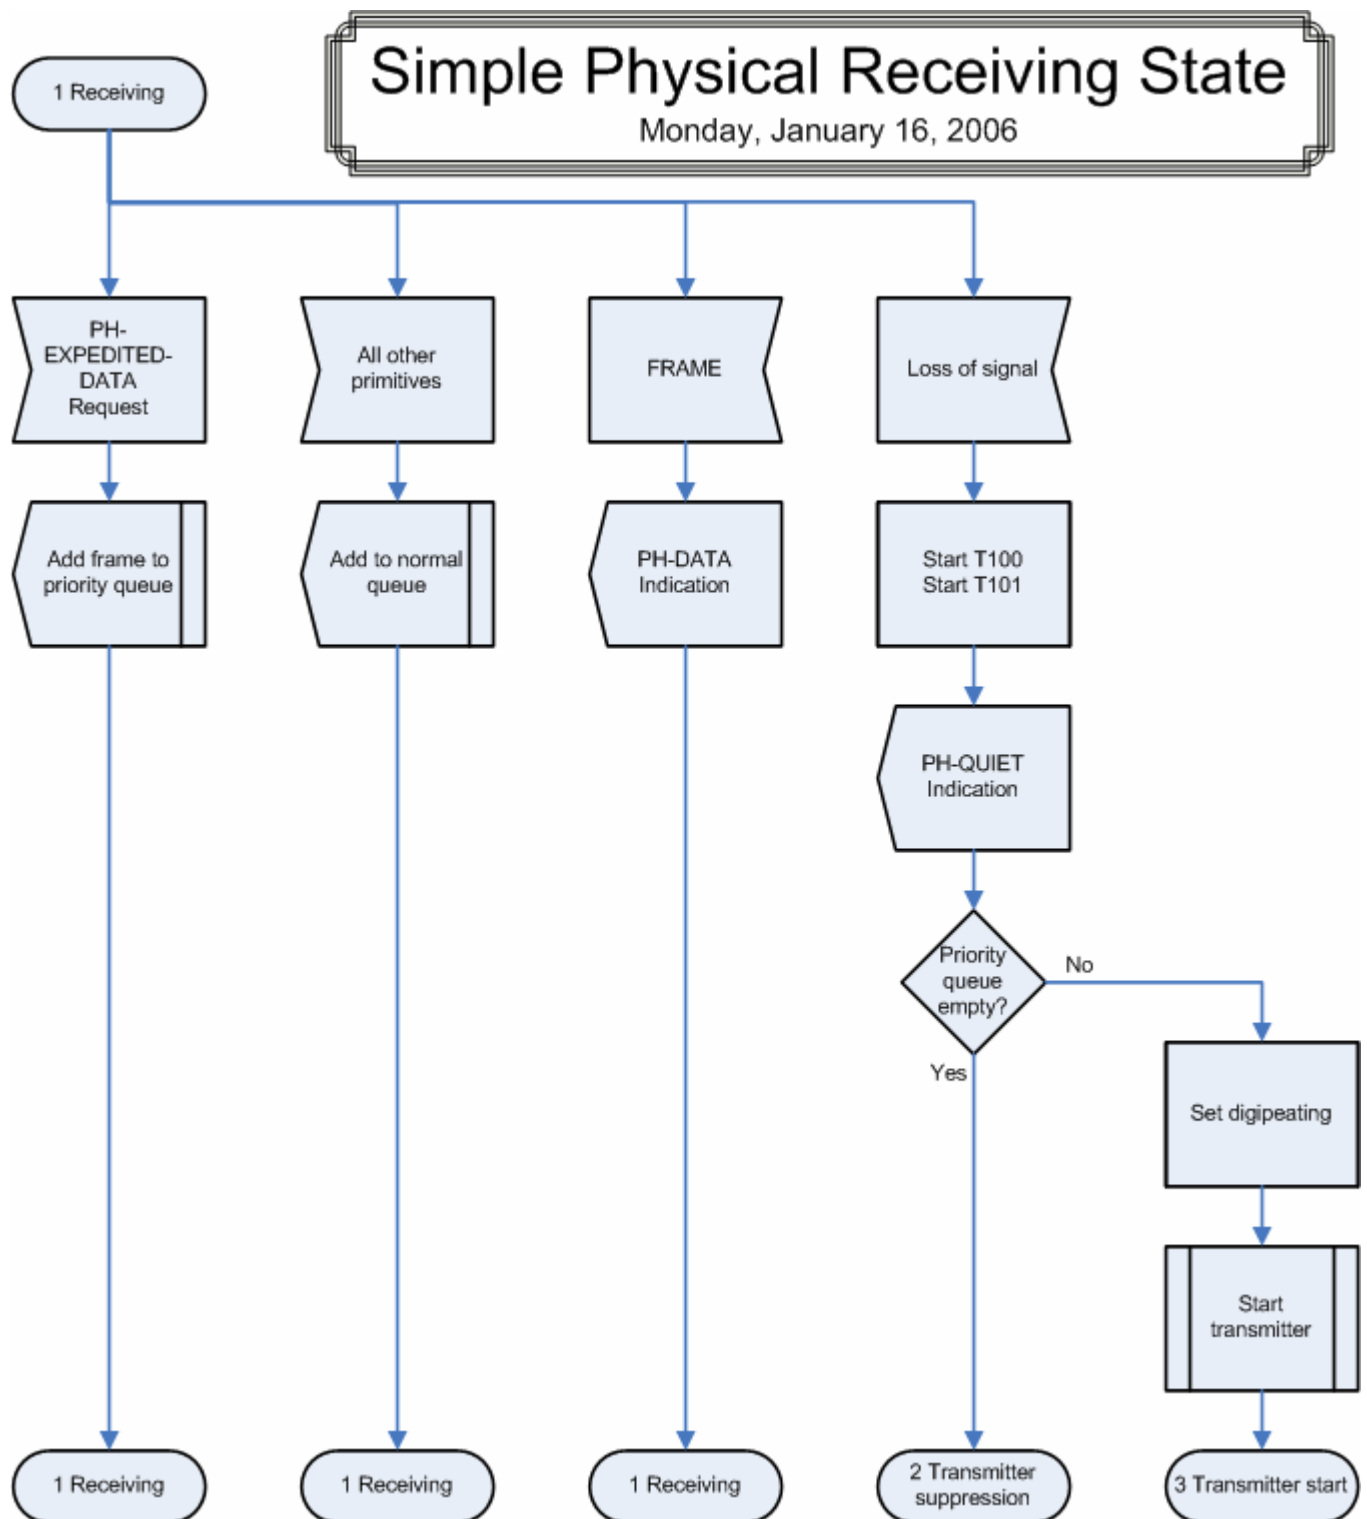 Simple Physical Receiving State
Monday, January 16, 2006
1 Receiving
PH-
EXPEDITED-
DATA
Request
All other
primitives
FRAME
Loss of signal
Add frame to
priority queue
Add to normal
queue
PH-DATA
Indication
Start T100
Start T101
PH-QUIET
Indication
Priority
queue
empty?
No
Yes
Set digipeating
Start
transmitter
1 Receiving
1 Receiving
1 Receiving
2 Transmitter
suppression
3 Transmitter start